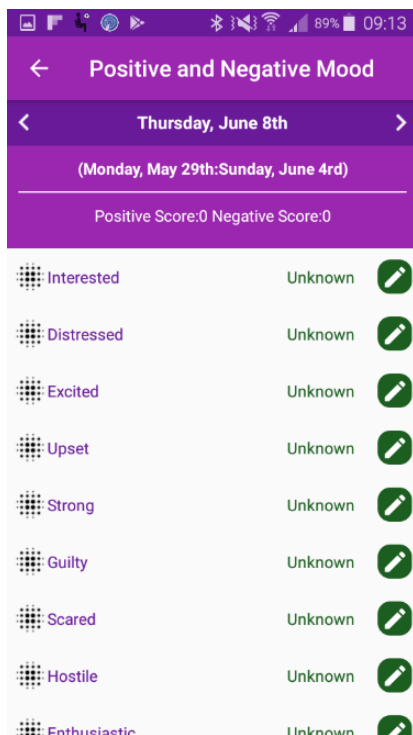 89% 09:13
Positive and Negative Mood
Thursday, June 8th
(Monday, May 29th:Sunday, June 4rd)
Positive Score:0 Negative Score:0
Interested Unknown
Distressed Unknown
Excited Unknown
Upset Unknown
Strong Unknown
Guilty Unknown
Scared Unknown
Hostile Unknown
Enthusiastic Unknown